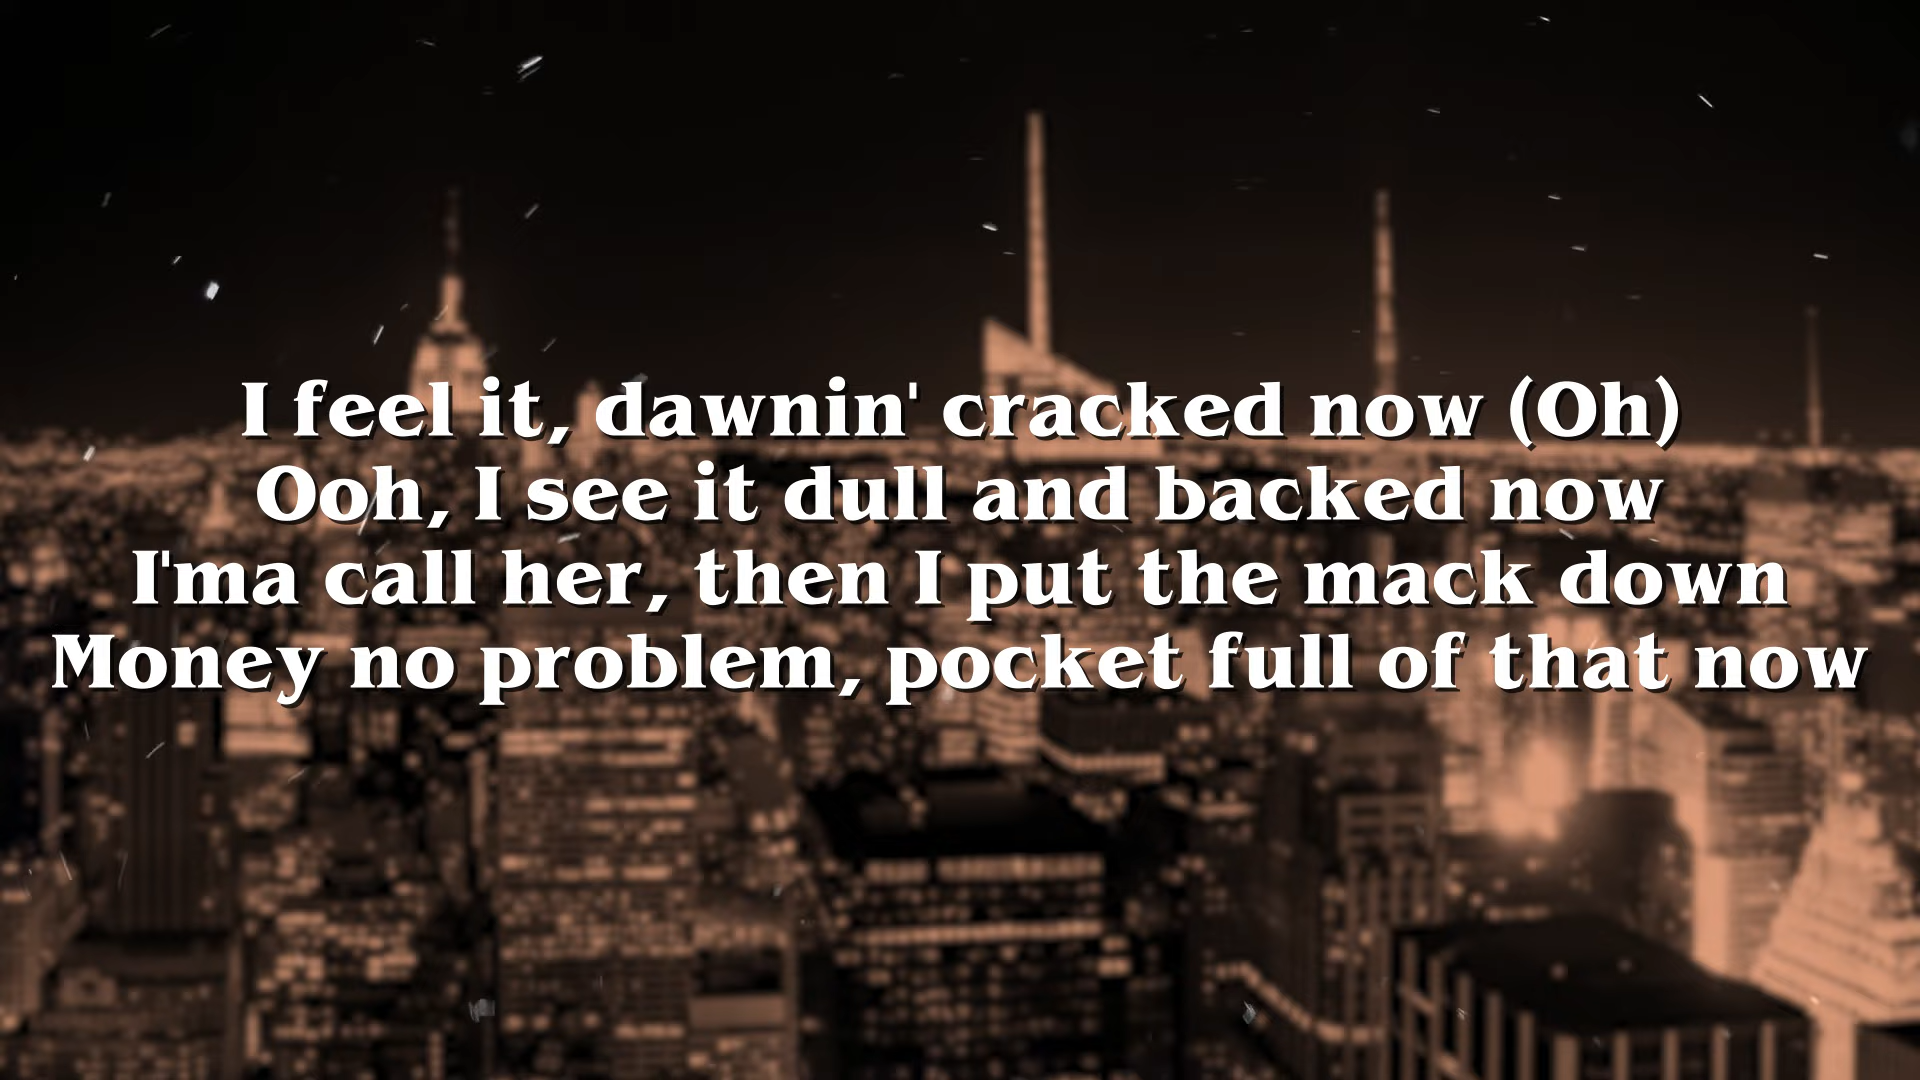 I feel it, dawnin' cracked now (Oh)
Ooh, I see it dull and backed now
I'ma call her, then I put the mack down
Money no problem, pocket full of that now